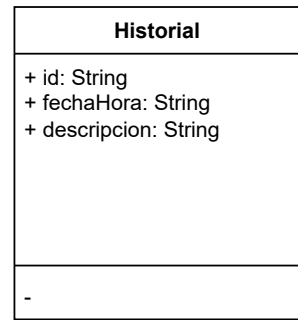 Historial
+ id: String
+ fechaHora: String
+ descripcion: String
-